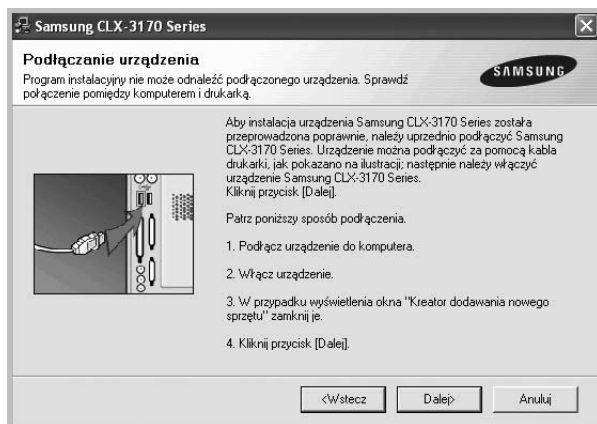 Samsung CLX-3170 Series
Podłączanie urządzenia
Program instalacyjny nie może odnaleźć podłączonego urządzenia. Sprawdź
połączenie pomiędzy komputerem i drukarką.
SAMSUNG
Aby instalacja urządzenia Samsung CLX-3170 Series została
przeprowadzona poprawnie, należy uprzednio podłączyć Samsung
CLX-3170 Series. Urządzenie można podłączyć za pomocą kabla
drukarki, jak pokazano na ilustracji; następnie należy włączyć
urządzenie Samsung CLX-3170 Series.
Kliknij przycisk [Dalej].
Patrz poniższy sposób podłączenia.
1. Podłącz urządzenie do komputera.
2. Włącz urządzenie.
3. W przypadku wyświetlenia okna "Kreator dodawania nowego
sprzętu" zamknij je.
4. Kliknij przycisk [Dalej].
<Wstecz
Dalej>
Anuluj